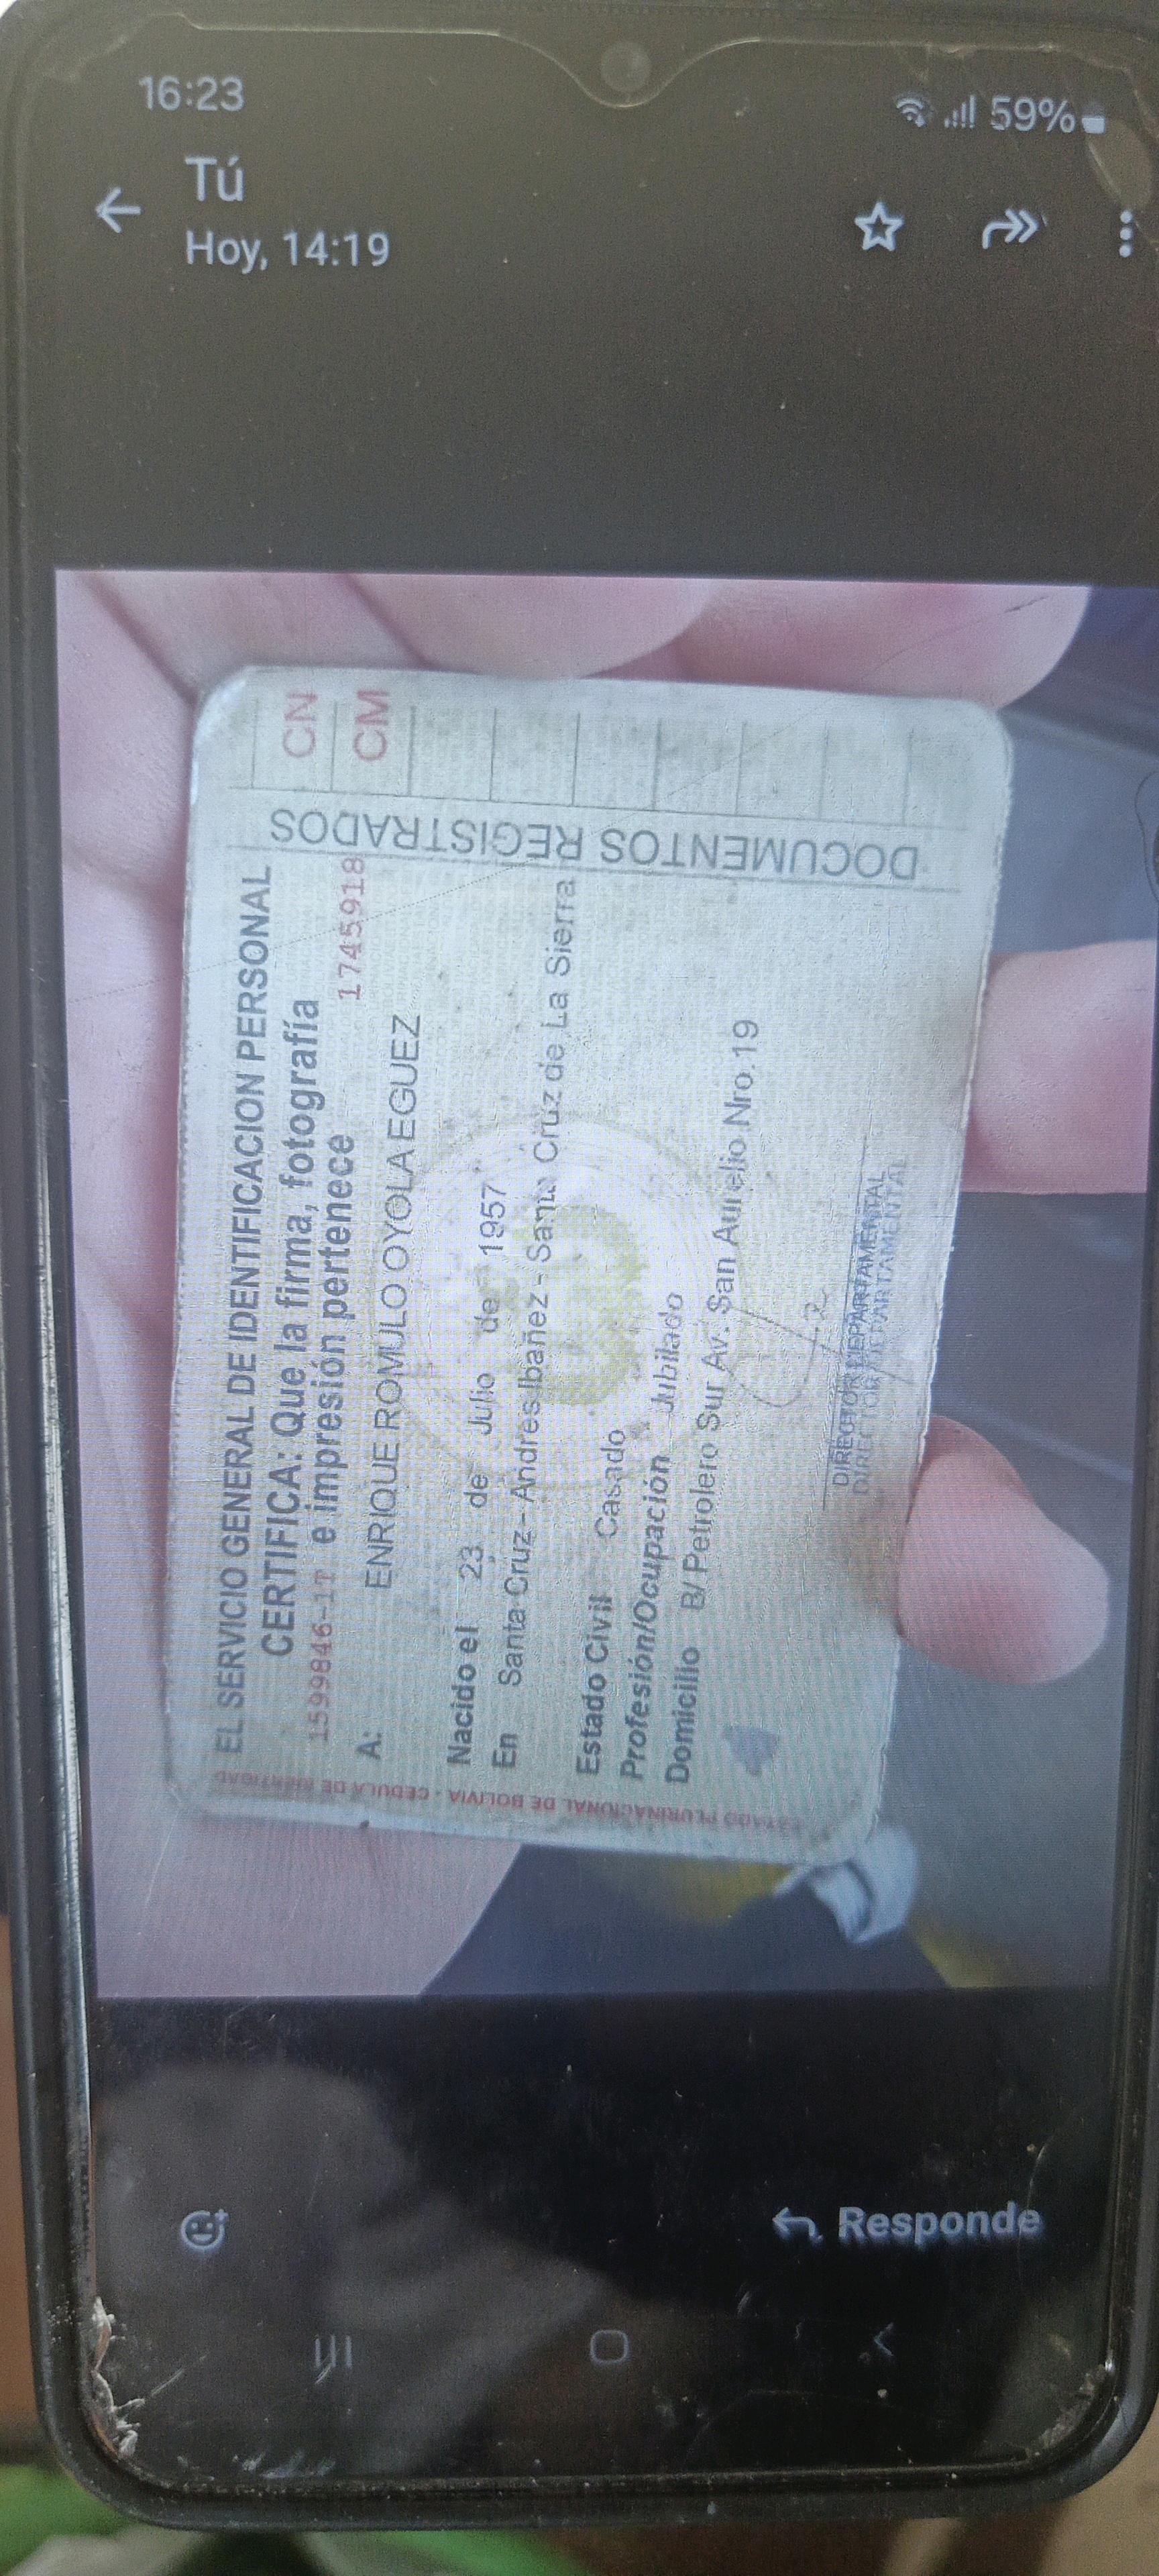 16:23
59%
Tú
Hoy, 14:19
EL SERVICIO GENERAL DE IDENTIFICACION PERSONAL
CERTIFICA: Que la firma, fotografía
1599846-1T e impresión pertenece 1745918
A: ENRIQUE ROMULO OYOLA EGUEZ
Nacido el 23 de Julio de 1957
En Santa Cruz - Andres Ibañez - Santa Cruz de La Sierra
Estado Civil Casado
Profesión/Ocupación Jubilado
Domicilio B/ Petrolero Sur Av. San Aurelio Nro.19
DIRECTOR DEPARTAMENTAL
DIRECTOR DEPARTAMENTAL
DOCUMENTOS REGISTRADOS
CN
CM
ESTADO PLURINACIONAL DE BOLIVIA - CEDULA DE IDENTIDAD
Responde